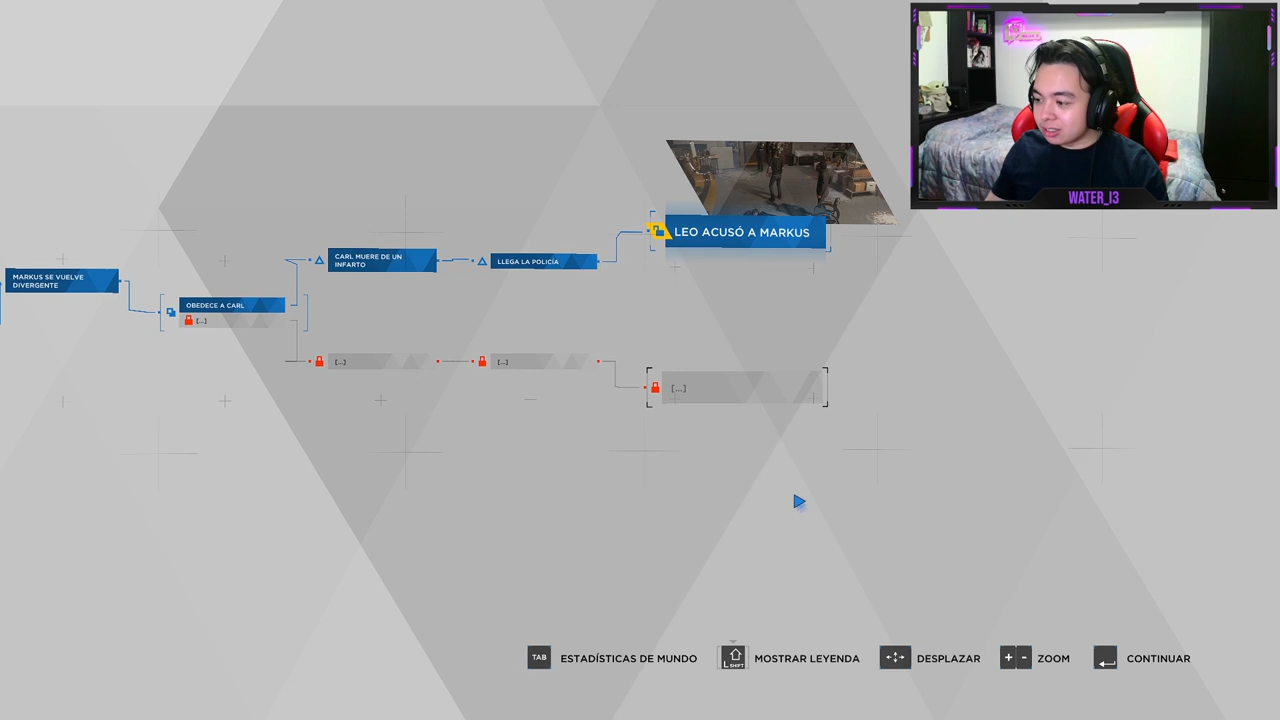 WATER_I3
LEO ACUSÓ A MARKUS
CARL MUERE DE UN
INFARTO
LLEGA LA POLICÍA
MARKUS SE VUELVE
DIVERGENTE
OBEDECE A CARL
[...]
[...]
[...]
[...]
TAB
ESTADÍSTICAS DE MUNDO
L SHIFT
MOSTRAR LEYENDA
DESPLAZAR
+ -
ZOOM
CONTINUAR